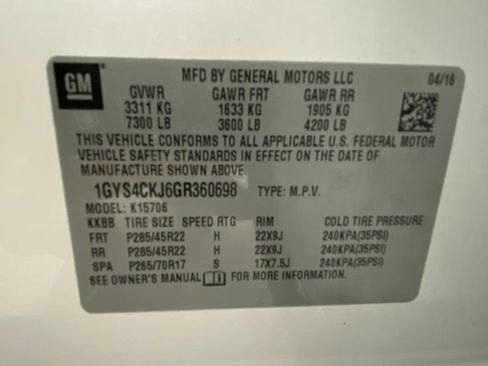 GM
MFD BY GENERAL MOTORS LLC 04/16
GVWR GAWR FRT GAWR RR
3311 KG 1633 KG 1905 KG
7300 LB 3600 LB 4200 LB
THIS VEHICLE CONFORMS TO ALL APPLICABLE U.S. FEDERAL MOTOR
VEHICLE SAFETY STANDARDS IN EFFECT ON THE DATE OF
MANUFACTURE SHOWN ABOVE.
1GYS4CKJ6GR360698 TYPE: M.P.V.
MODEL: K15706
KKBB TIRE SIZE SPEED RTG RIM COLD TIRE PRESSURE
FRT P285/45R22 H 22X9J 240KPA(35PSI)
RR P285/45R22 H 22X9J 240KPA(35PSI)
SPA P265/70R17 S 17X7.5J 240KPA(35PSI)
SEE OWNER'S MANUAL FOR MORE INFORMATION